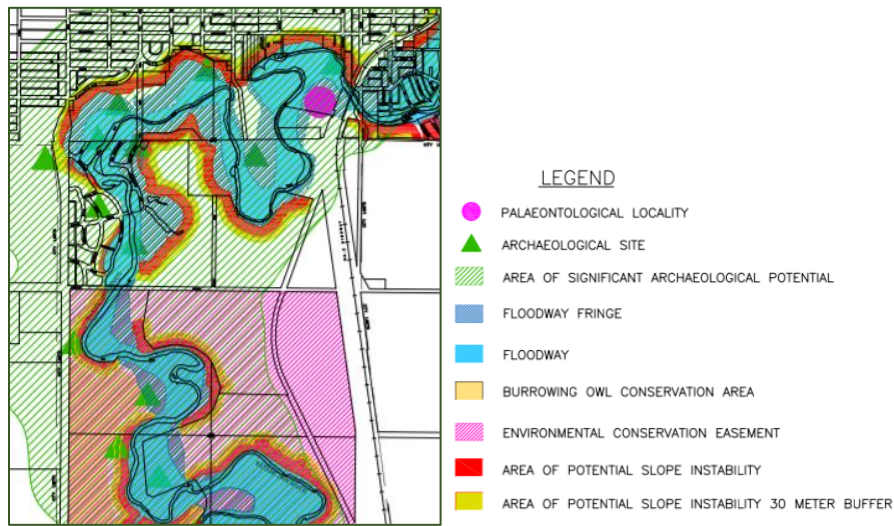 LEGEND
PALAEONTOLOGICAL LOCALITY
ARCHAEOLOGICAL SITE
AREA OF SIGNIFICANT ARCHAEOLOGICAL POTENTIAL
FLOODWAY FRINGE
FLOODWAY
BURROWING OWL CONSERVATION AREA
ENVIRONMENTAL CONSERVATION EASEMENT
AREA OF POTENTIAL SLOPE INSTABILITY
AREA OF POTENTIAL SLOPE INSTABILITY 30 METER BUFFER